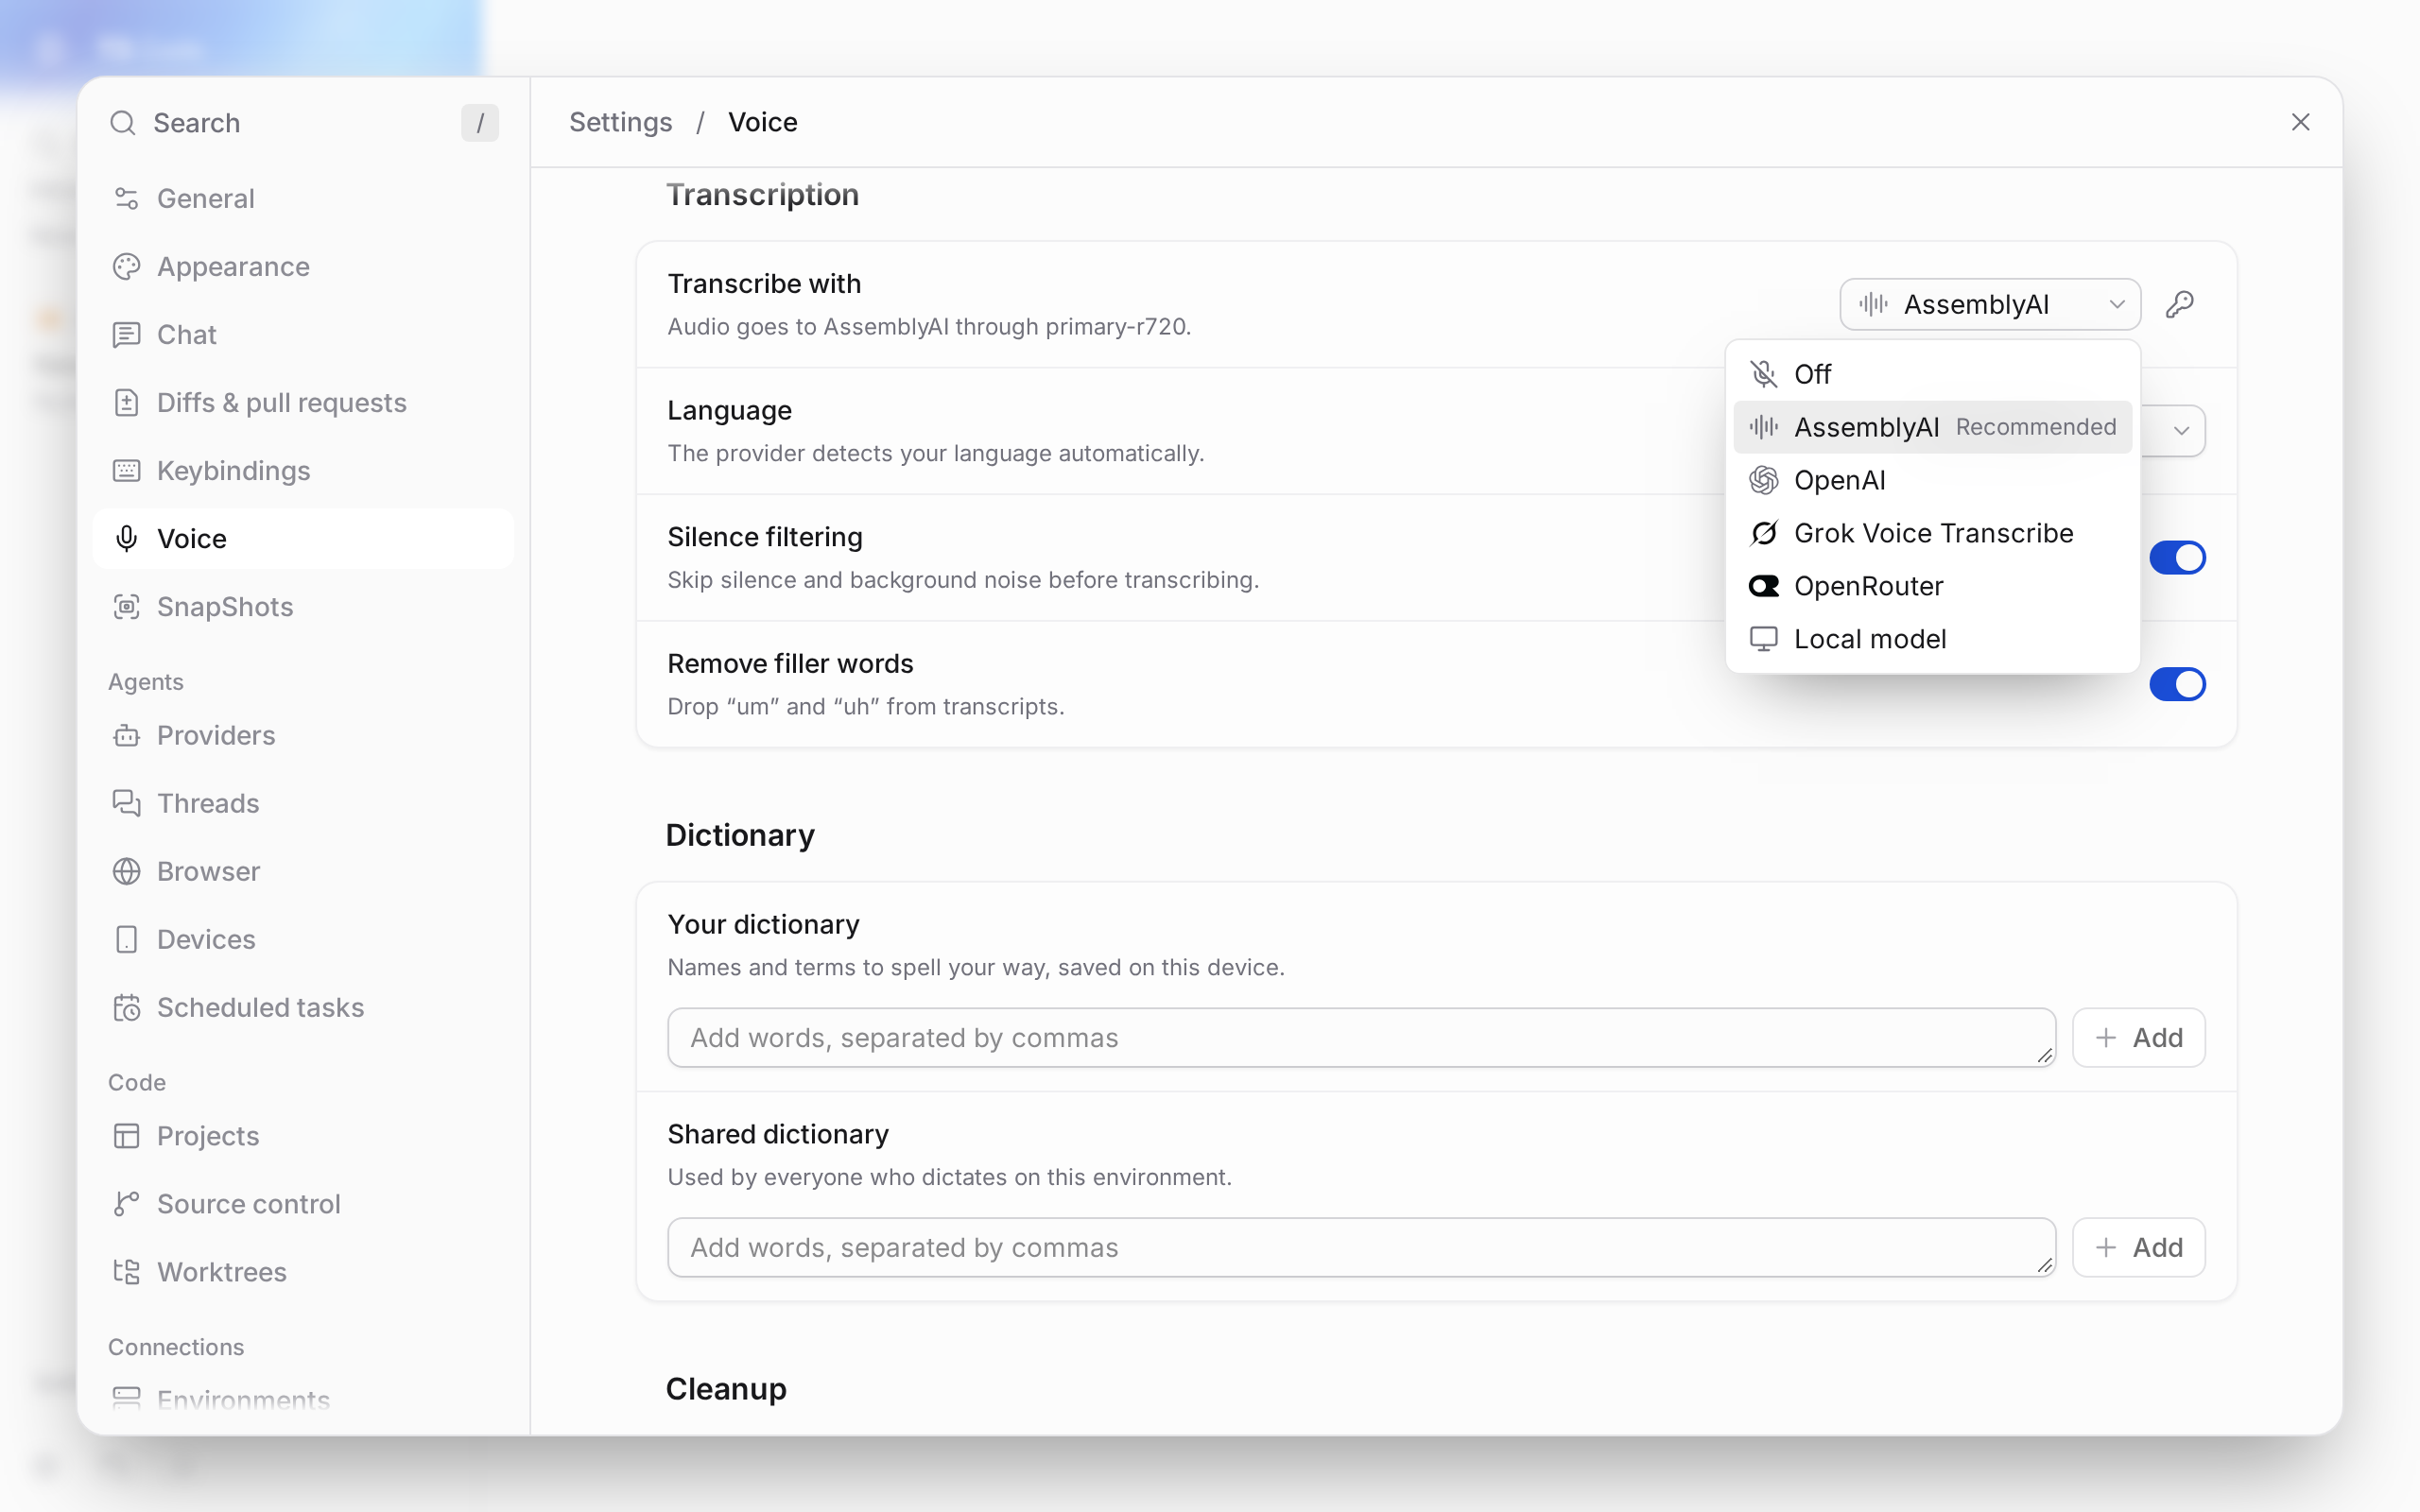 Search /
General
Appearance
Chat
Diffs & pull requests
Keybindings
Voice
SnapShots
Agents
Providers
Threads
Browser
Devices
Scheduled tasks
Code
Projects
Source control
Worktrees
Connections
Environments
Settings / Voice
Transcription
Transcribe with
Audio goes to AssemblyAI through primary-r720.
AssemblyAI
Off
AssemblyAI Recommended
OpenAI
Grok Voice Transcribe
OpenRouter
Local model
Language
The provider detects your language automatically.
Silence filtering
Skip silence and background noise before transcribing.
Remove filler words
Drop “um” and “uh” from transcripts.
Dictionary
Your dictionary
Names and terms to spell your way, saved on this device.
Add words, separated by commas
Add
Shared dictionary
Used by everyone who dictates on this environment.
Add words, separated by commas
Add
Cleanup